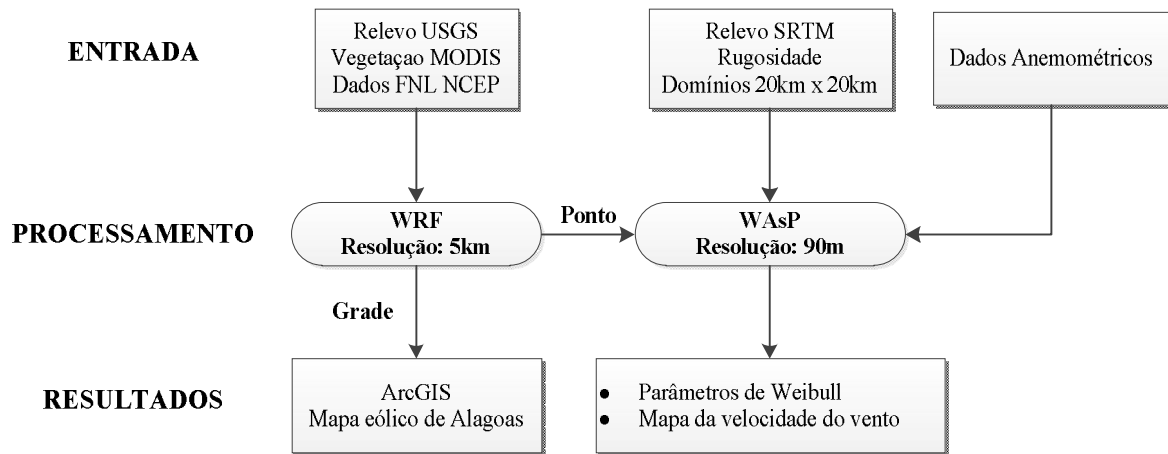 ENTRADA
Relevo USGS
Vegetaçao MODIS
Dados FNL NCEP
Relevo SRTM
Rugosidade
Domínios 20km x 20km
Dados Anemométricos
PROCESSAMENTO
WRF
Resolução: 5km
Ponto
WAsP
Resolução: 90m
Grade
RESULTADOS
ArcGIS
Mapa eólico de Alagoas
● Parâmetros de Weibull
● Mapa da velocidade do vento